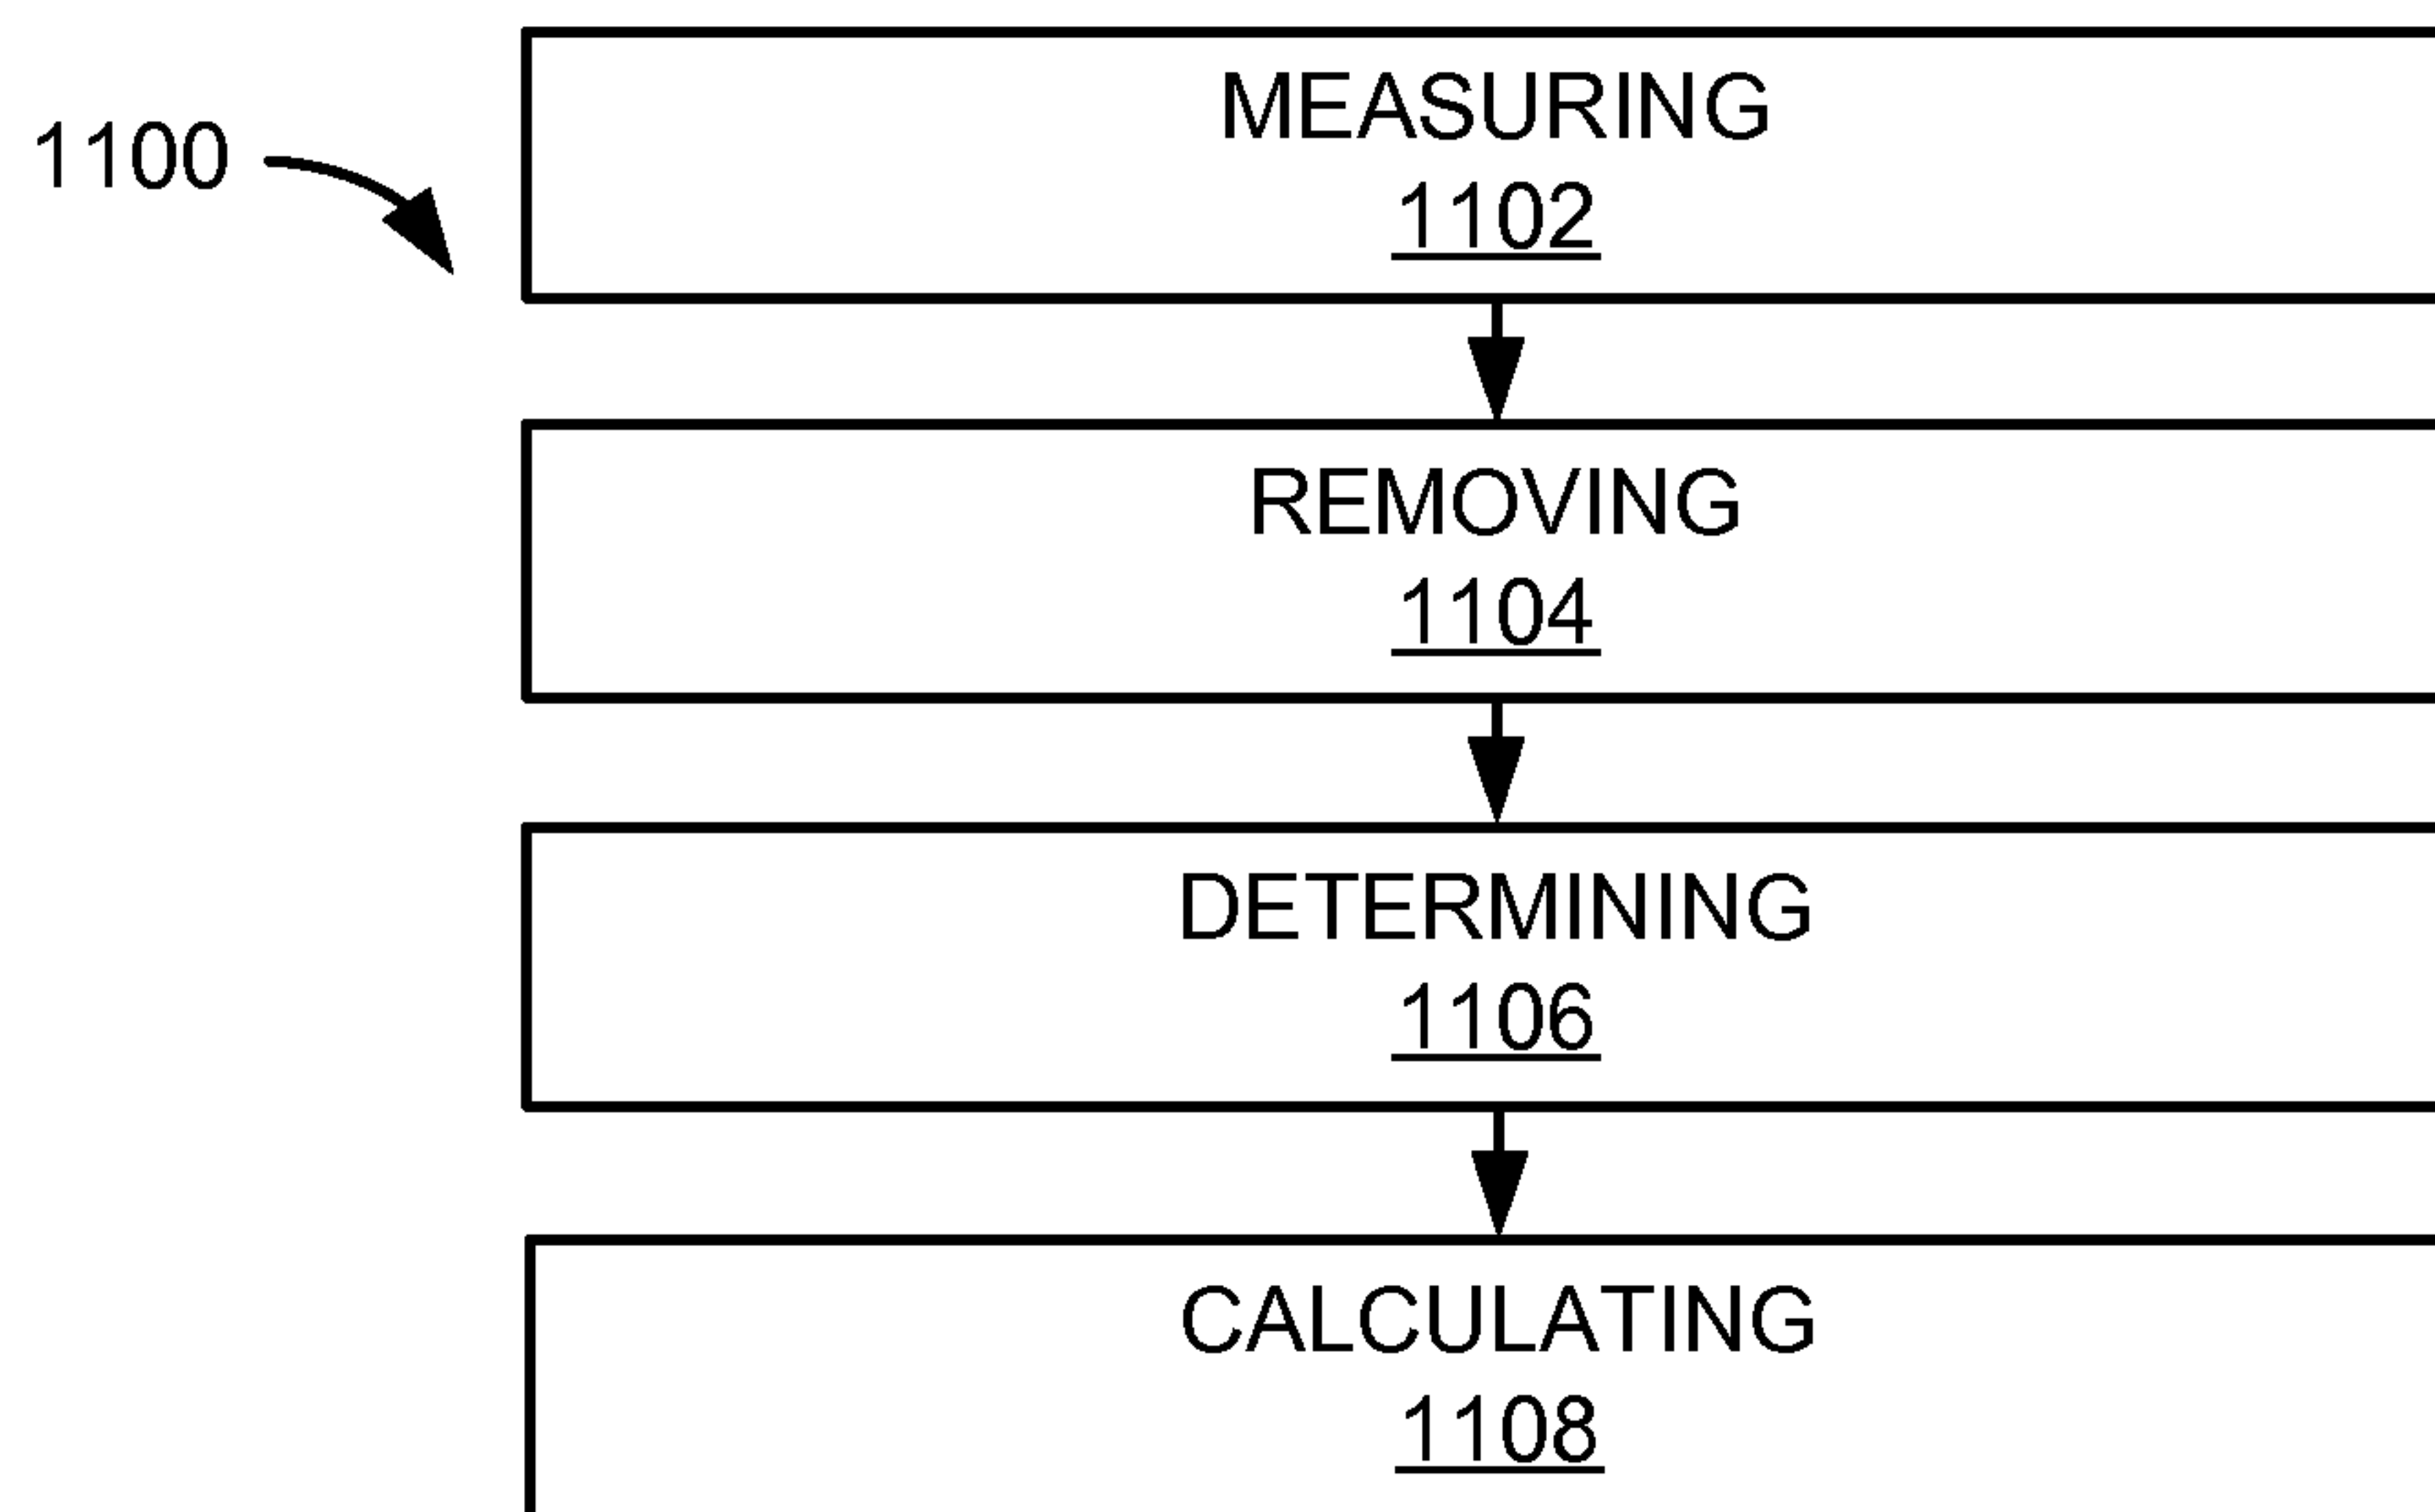 MEASURING
1102
1100
REMOVING
1104
DETERMINING
1106
CALCULATING
1108